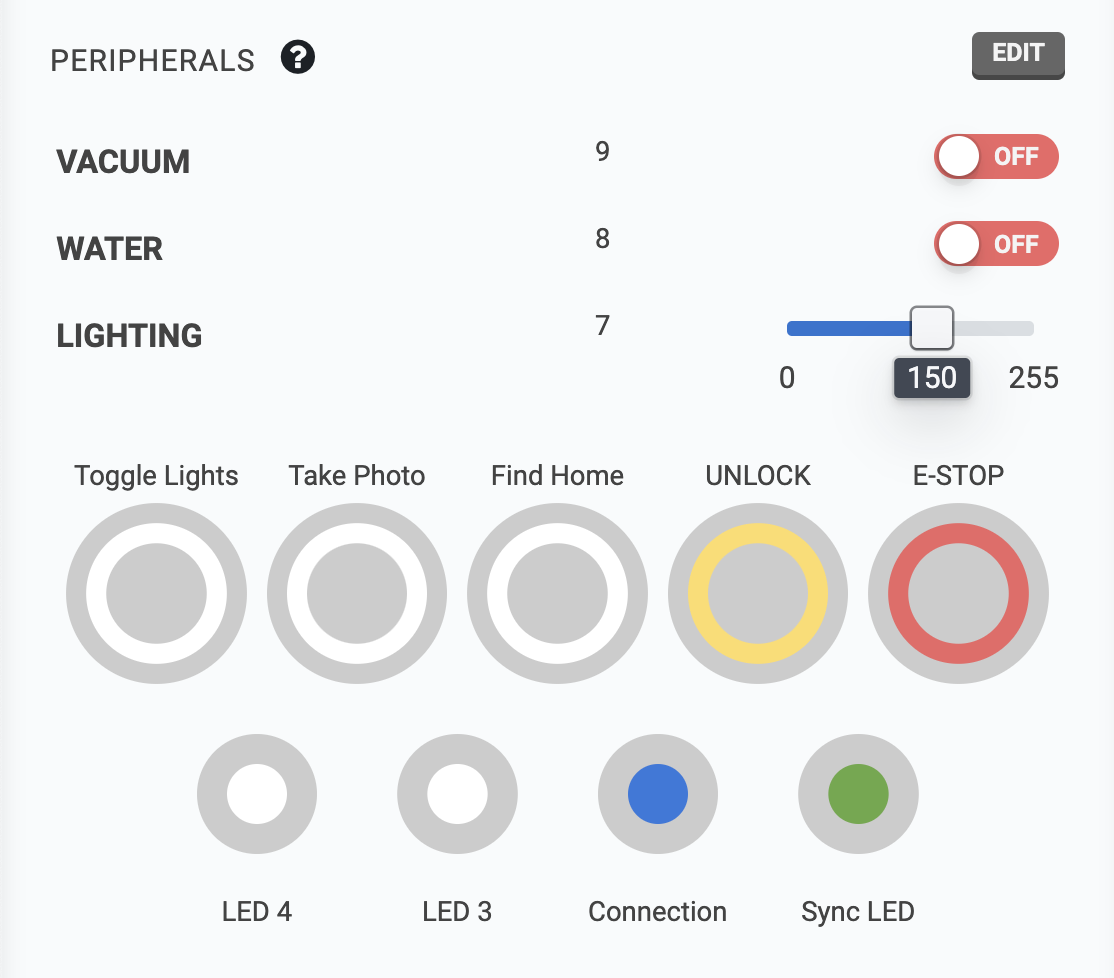 PERIPHERALS ? EDIT
VACUUM 9 OFF
WATER 8 OFF
LIGHTING 7
0 150 255
Toggle Lights Take Photo Find Home UNLOCK E-STOP
LED 4 LED 3 Connection Sync LED